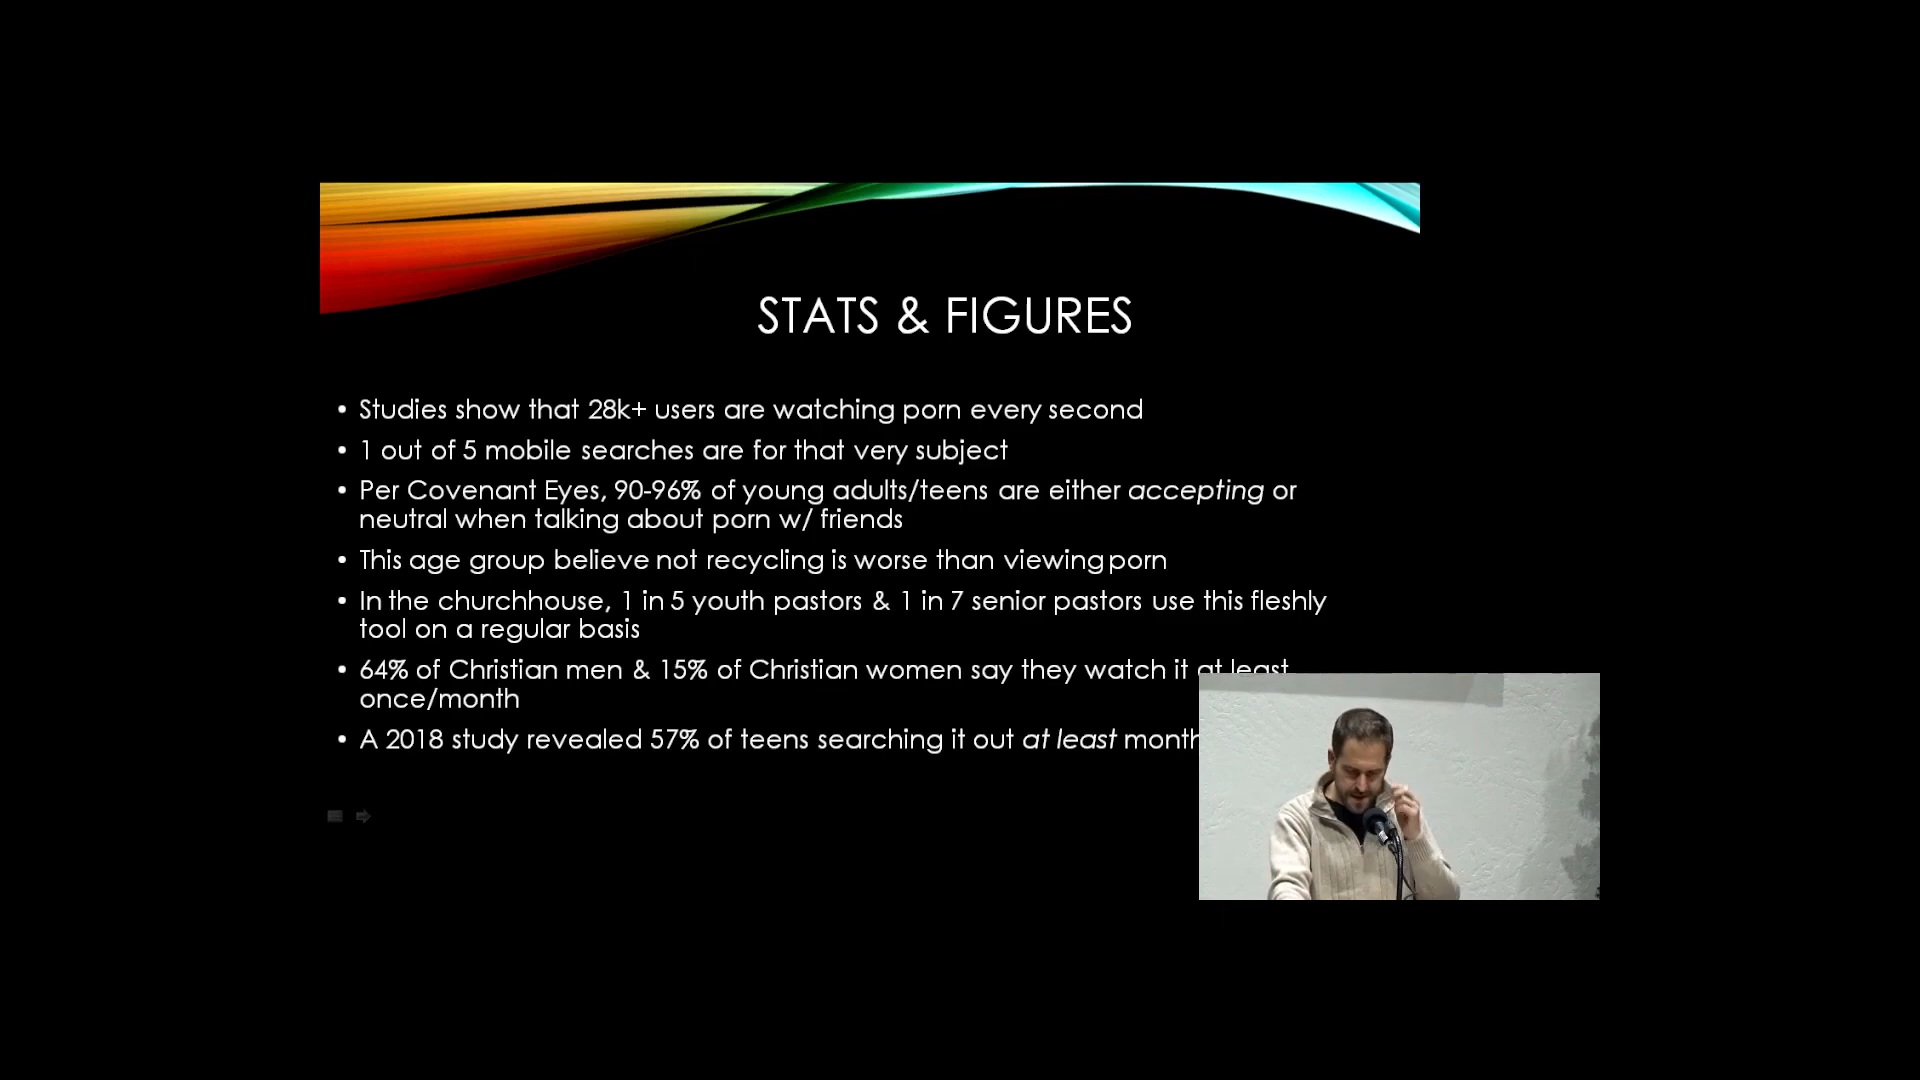 STATS & FIGURES
• Studies show that 28k+ users are watching porn every second
• 1 out of 5 mobile searches are for that very subject
• Per Covenant Eyes, 90-96% of young adults/teens are either accepting or
neutral when talking about porn w/ friends
• This age group believe not recycling is worse than viewing porn
• In the churchhouse, 1 in 5 youth pastors & 1 in 7 senior pastors use this fleshly
tool on a regular basis
• 64% of Christian men & 15% of Christian women say they watch it at least
once/month
• A 2018 study revealed 57% of teens searching it out at least